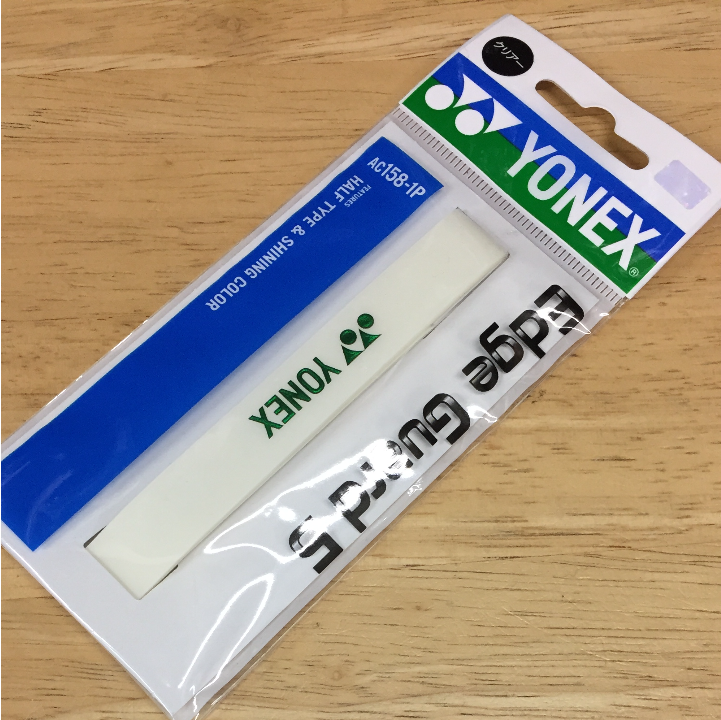 クリアー
YONEX®
AC158-1P
FEATURES
HALF TYPE & SHINING COLOR
YONEX
Edge Guard 5